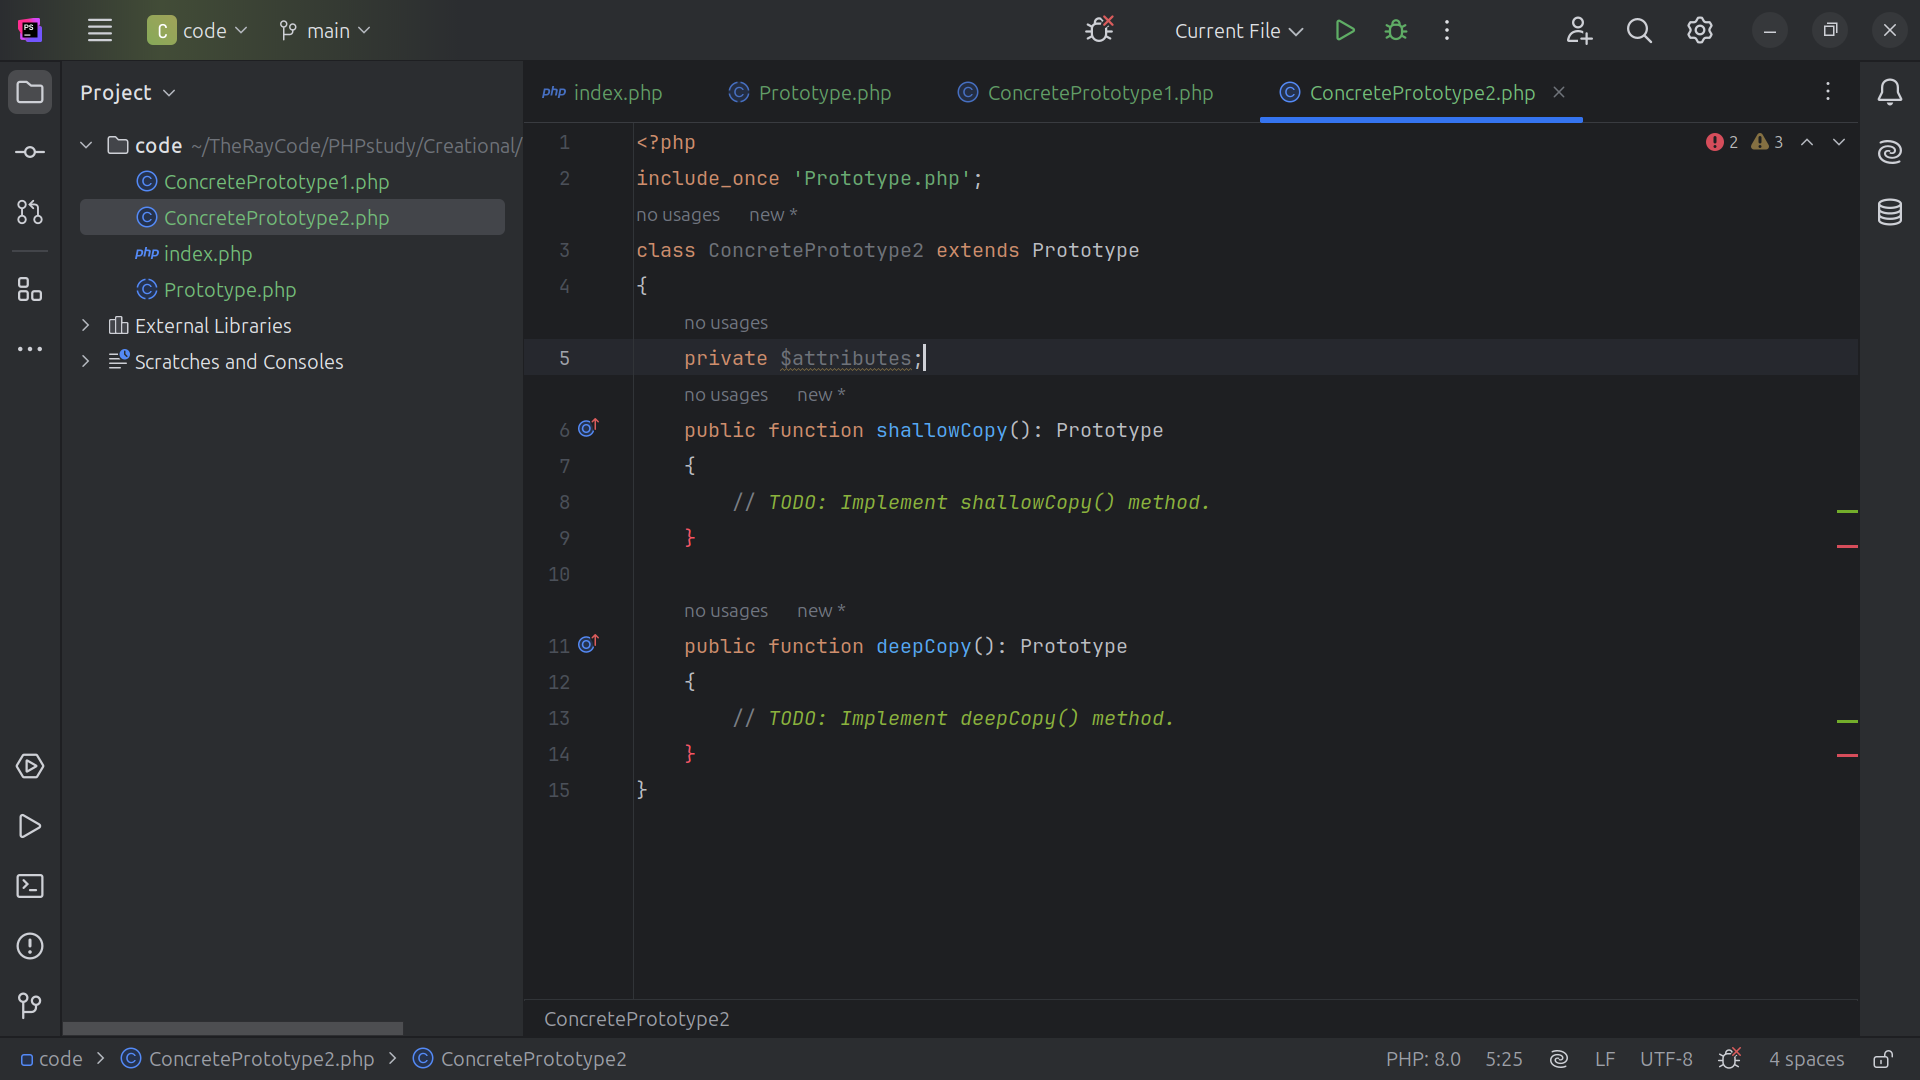 PS
C code main
Current File
Project
code ~/TheRayCode/PHPstudy/Creational/
ConcretePrototype1.php
ConcretePrototype2.php
php index.php
Prototype.php
External Libraries
Scratches and Consoles
php index.php Prototype.php ConcretePrototype1.php ConcretePrototype2.php
2 3
1 <?php
2 include_once 'Prototype.php';
no usages new *
3 class ConcretePrototype2 extends Prototype
4 {
no usages
5 private $attributes;
no usages new *
6 public function shallowCopy(): Prototype
7 {
8 // TODO: Implement shallowCopy() method.
9 }
10
no usages new *
11 public function deepCopy(): Prototype
12 {
13 // TODO: Implement deepCopy() method.
14 }
15 }
ConcretePrototype2
code > ConcretePrototype2.php > ConcretePrototype2
PHP: 8.0 5:25 LF UTF-8 4 spaces